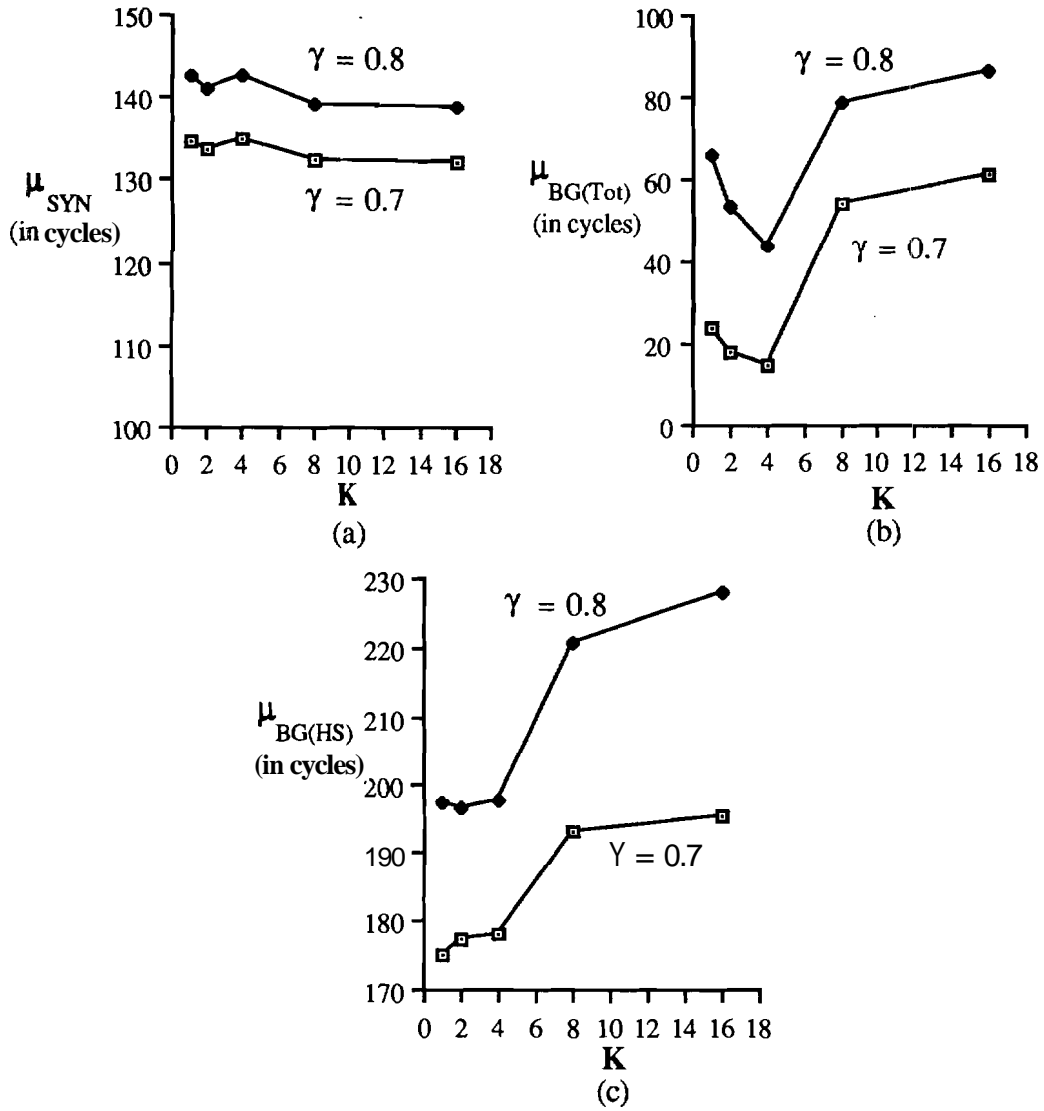 150
140
130
120
110
100
μ SYN
(in cycles)
γ = 0.8
γ = 0.7
0 2 4 6 8 10 12 14 16 18
K
(a)
100
80
60
40
20
0
μ BG(Tot)
(in cycles)
γ = 0.8
γ = 0.7
0 2 4 6 8 10 12 14 16 18
K
(b)
230
220
210
200
190
180
170
μ BG(HS)
(in cycles)
γ = 0.8
Y = 0.7
0 2 4 6 8 10 12 14 16 18
K
(c)